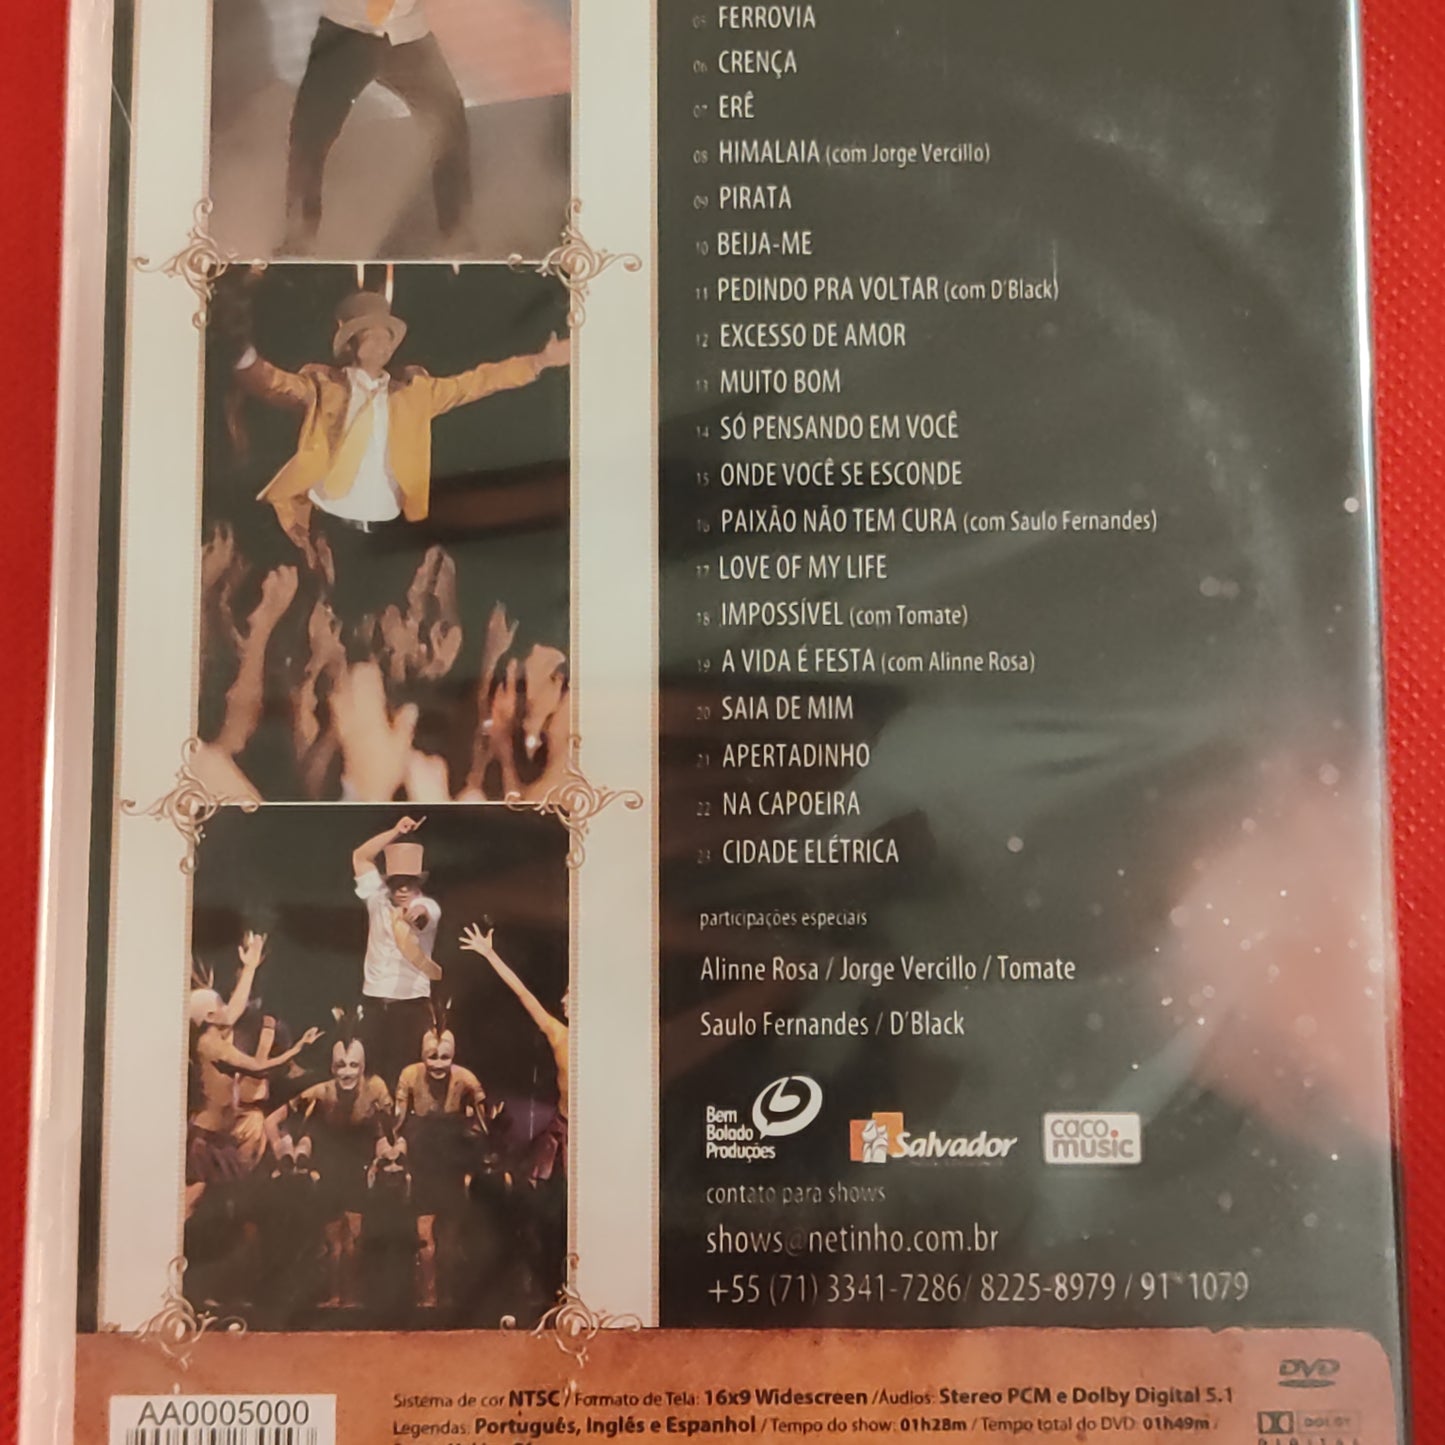 05 FERROVIA
06 CRENÇA
07 ERÊ
08 HIMALAIA (com Jorge Vercillo)
09 PIRATA
10 BEIJA-ME
11 PEDINDO PRA VOLTAR (com D'Black)
12 EXCESSO DE AMOR
13 MUITO BOM
14 SÓ PENSANDO EM VOCÊ
15 ONDE VOCÊ SE ESCONDE
16 PAIXÃO NÃO TEM CURA (com Saulo Fernandes)
17 LOVE OF MY LIFE
18 IMPOSSÍVEL (com Tomate)
19 A VIDA É FESTA (com Alinne Rosa)
20 SAIA DE MIM
21 APERTADINHO
22 NA CAPOEIRA
23 CIDADE ELÉTRICA
participações especiais
Alinne Rosa / Jorge Vercillo / Tomate
Saulo Fernandes / D'Black
Bem
Bolado
Produções
Salvador
caco
music
contato para shows
shows@netinho.com.br
+55 (71) 3341-7286/ 8225-8979 / 91 1079
DVD
Sistema de cor NTSC / Formato de Tela: 16x9 Widescreen /Áudios: Stereo PCM e Dolby Digital 5.1
Legendas: Português, Inglês e Espanhol / Tempo do show: 01h28m / Tempo total do DVD: 01h49m /
DOLBY
AA0005000